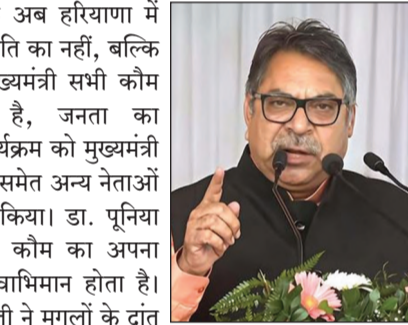 अब हरियाणा में
ति का नहीं, बल्कि
ख्यमंत्री सभी कौम
है, जनता का
र्यक्रम को मुख्यमंत्री
समेत अन्य नेताओं
किया। डा. पूनिया
कौम का अपना
वाभिमान होता है।
ने मुगलों के दांत